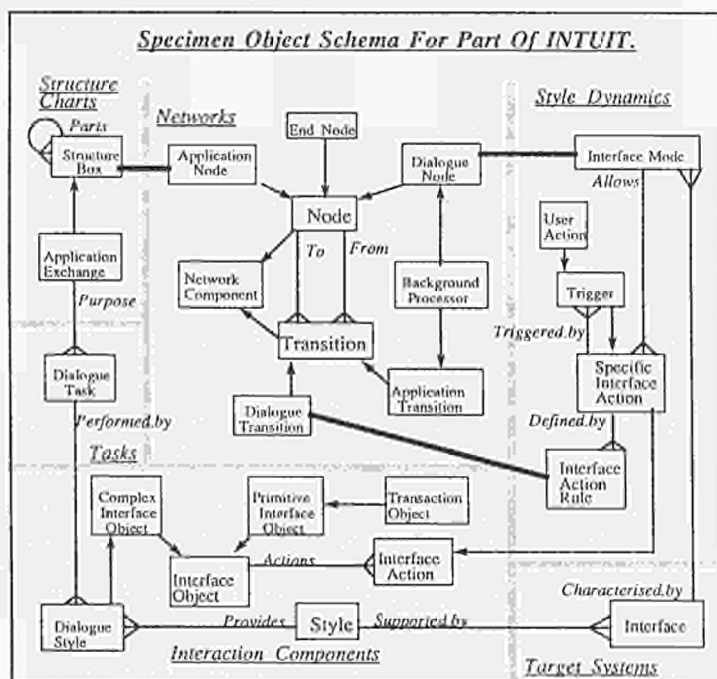 Specimen Object Schema For Part Of INTUIT.
Structure
Charts
Networks
Style Dynamics
Parts
Structure
Box
Application
Node
End Node
Dialogue
Node
Interface Mode
Allows
Node
To
From
User
Action
Application
Exchange
Network
Component
Background
Processor
Trigger
Purpose
Triggered.by
Transition
Dialogue
Task
Application
Transition
Specific
Interface
Action
Performed.by
Dialogue
Transition
Defined.by
Tasks
Interface
Action
Rule
Complex
Interface
Object
Primitive
Interface
Object
Transaction
Object
Interface
Object
Actions
Interface
Action
Characterised.by
Dialogue
Style
Provides
Style
Supported.by
Interface
Interaction Components
Target Systems